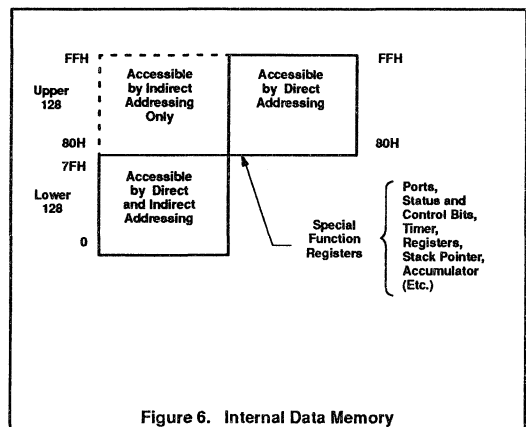 FFH
Upper
128
80H
7FH
Lower
128
0
Accessible
by Indirect
Addressing
Only
Accessible
by Direct
Addressing
FFH
80H
Accessible
by Direct
and Indirect
Addressing
Special
Function
Registers
Ports,
Status and
Control Bits,
Timer,
Registers,
Stack Pointer,
Accumulator
(Etc.)
Figure 6. Internal Data Memory